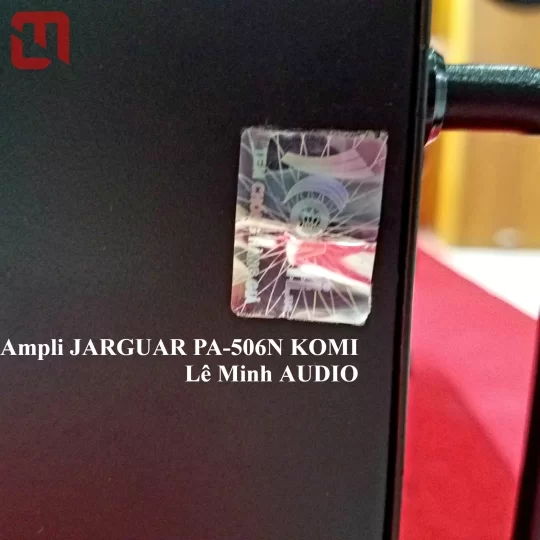 Ampli JARGUAR PA-506N KOMI
Lê Minh AUDIO